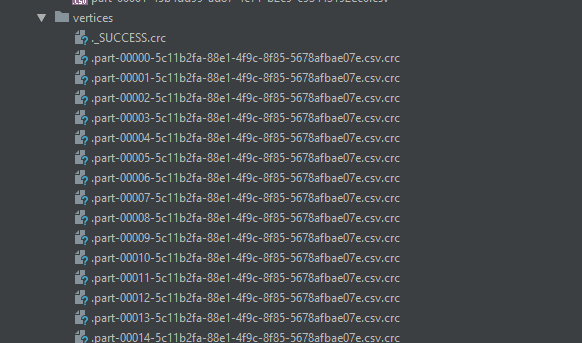 vertices
._SUCCESS.crc
.part-00000-5c11b2fa-88e1-4f9c-8f85-5678afbae07e.csv.crc
.part-00001-5c11b2fa-88e1-4f9c-8f85-5678afbae07e.csv.crc
.part-00002-5c11b2fa-88e1-4f9c-8f85-5678afbae07e.csv.crc
.part-00003-5c11b2fa-88e1-4f9c-8f85-5678afbae07e.csv.crc
.part-00004-5c11b2fa-88e1-4f9c-8f85-5678afbae07e.csv.crc
.part-00005-5c11b2fa-88e1-4f9c-8f85-5678afbae07e.csv.crc
.part-00006-5c11b2fa-88e1-4f9c-8f85-5678afbae07e.csv.crc
.part-00007-5c11b2fa-88e1-4f9c-8f85-5678afbae07e.csv.crc
.part-00008-5c11b2fa-88e1-4f9c-8f85-5678afbae07e.csv.crc
.part-00009-5c11b2fa-88e1-4f9c-8f85-5678afbae07e.csv.crc
.part-00010-5c11b2fa-88e1-4f9c-8f85-5678afbae07e.csv.crc
.part-00011-5c11b2fa-88e1-4f9c-8f85-5678afbae07e.csv.crc
.part-00012-5c11b2fa-88e1-4f9c-8f85-5678afbae07e.csv.crc
.part-00013-5c11b2fa-88e1-4f9c-8f85-5678afbae07e.csv.crc
.part-00014-5c11b2fa-88e1-4f9c-8f85-5678afbae07e.csv.crc